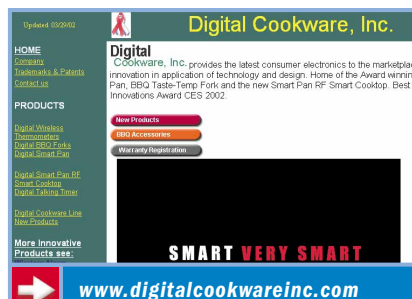 Updated 03/29/02
Digital Cookware, Inc.
HOME
Company
Trademarks & Patents
Contact us
PRODUCTS
Digital Wireless
Thermometers
Digital BBQ Forks
Digital Smart Pan
Digital Smart Pan RF
Smart Cooktop
Digital Talking Timer
Digital Cookware Line
New Products
More Innovative
Products see:
Digital
Cookware, Inc. provides the latest consumer electronics to the marketplac
innovation in application of technology and design. Home of the Award winnin
Pan, BBQ Taste-Temp Fork and the new Smart Pan RF Smart Cooktop. Best
Innovations Award CES 2002.
New Products
BBQ Accessories
Warranty Registration
SMART VERY SMART
www.digitalcookwareinc.com